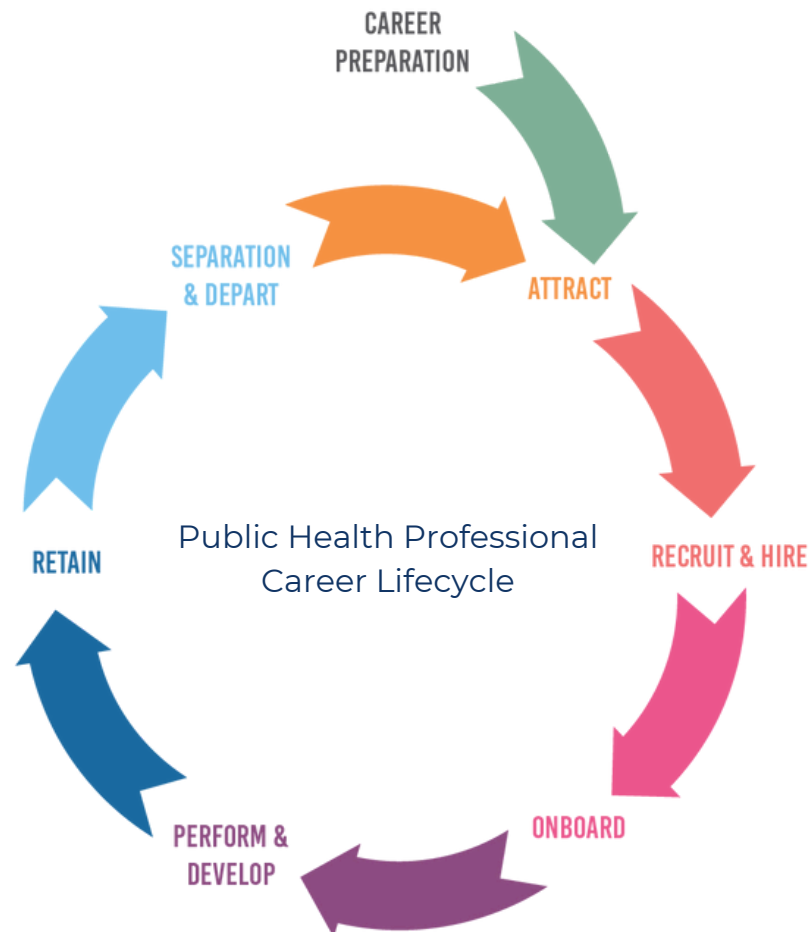 CAREER
PREPARATION
ATTRACT
RECRUIT & HIRE
ONBOARD
PERFORM &
DEVELOP
RETAIN
SEPARATION
& DEPART
Public Health Professional
Career Lifecycle